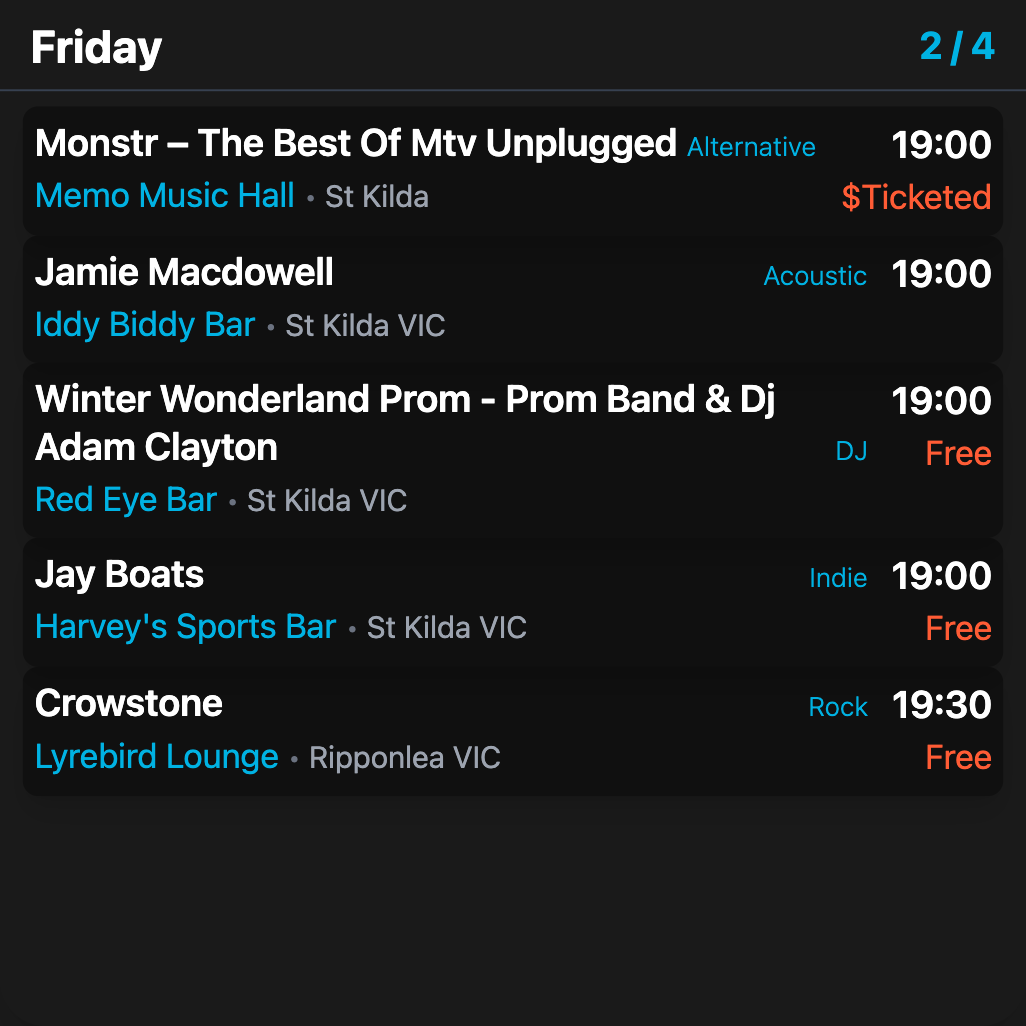 Friday 2 / 4
Monstr – The Best Of Mtv Unplugged Alternative 19:00
Memo Music Hall • St Kilda $Ticketed
Jamie Macdowell Acoustic 19:00
Iddy Biddy Bar • St Kilda VIC
Winter Wonderland Prom - Prom Band & Dj 19:00
Adam Clayton DJ Free
Red Eye Bar • St Kilda VIC
Jay Boats Indie 19:00
Harvey's Sports Bar • St Kilda VIC Free
Crowstone Rock 19:30
Lyrebird Lounge • Ripponlea VIC Free